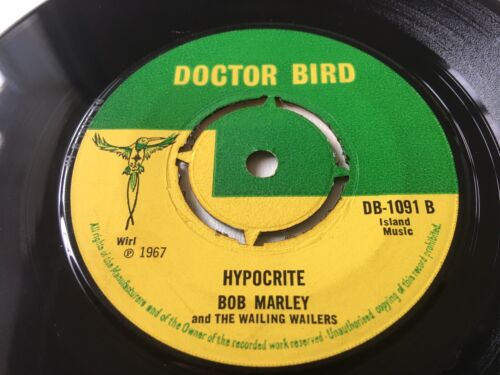 DOCTOR BIRD
DB-1091 B
Island
Music
Wirl
℗ 1967
HYPOCRITE
BOB MARLEY
and THE WAILING WAILERS
All rights of the Manufacturers and of the Owner of the recorded work reserved - Unauthorised copying of this record prohibited.